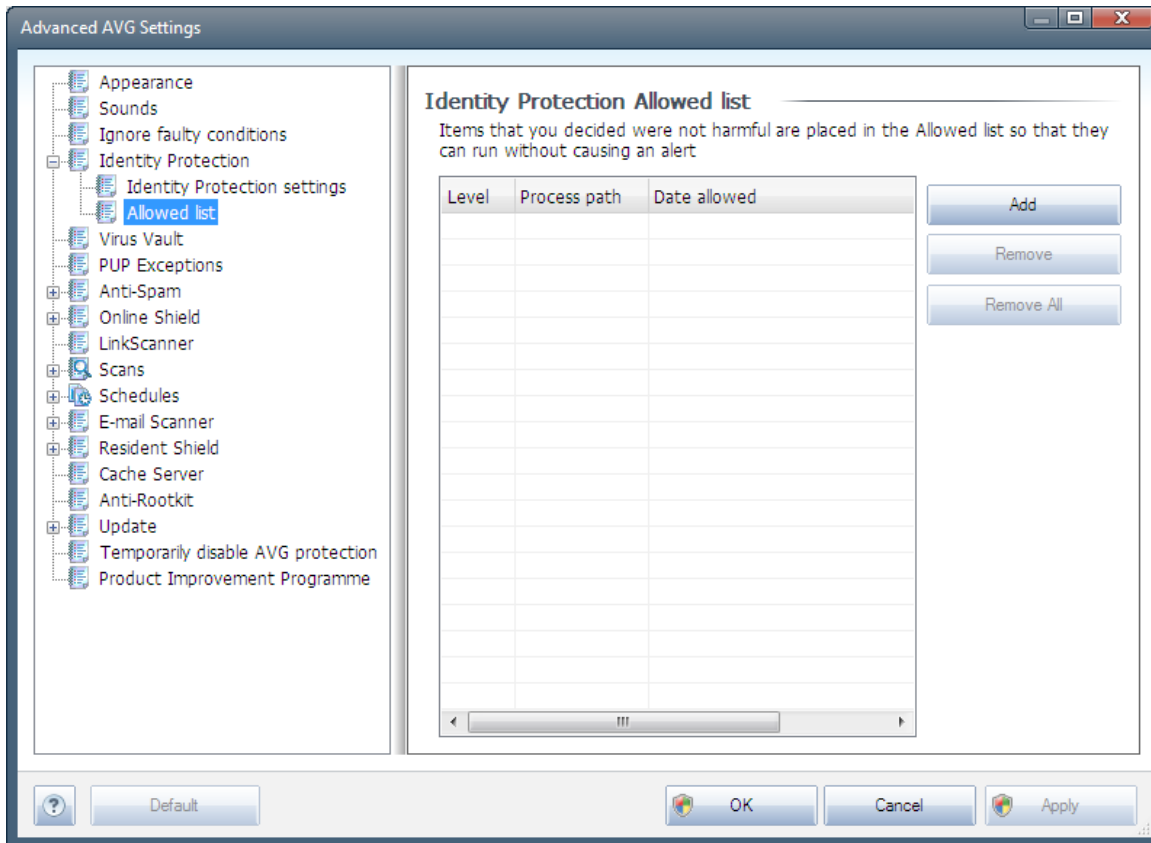 Advanced AVG Settings
Appearance
Sounds
Ignore faulty conditions
Identity Protection
Identity Protection settings
Allowed list
Virus Vault
PUP Exceptions
Anti-Spam
Online Shield
LinkScanner
Scans
Schedules
E-mail Scanner
Resident Shield
Cache Server
Anti-Rootkit
Update
Temporarily disable AVG protection
Product Improvement Programme
Identity Protection Allowed list
Items that you decided were not harmful are placed in the Allowed list so that they
can run without causing an alert
Level Process path Date allowed
Add
Remove
Remove All
? Default OK Cancel Apply